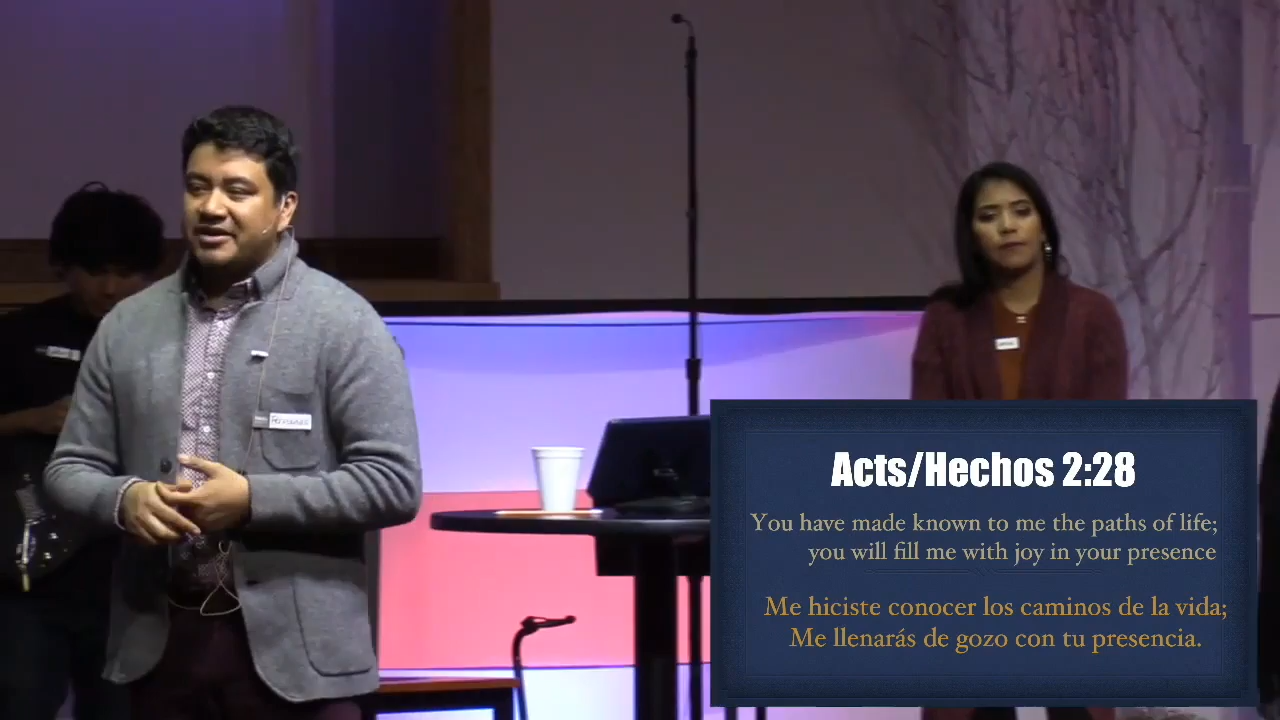 Fernando
Acts/Hechos 2:28
You have made known to me the paths of life;
you will fill me with joy in your presence
Me hiciste conocer los caminos de la vida;
Me llenarás de gozo con tu presencia.